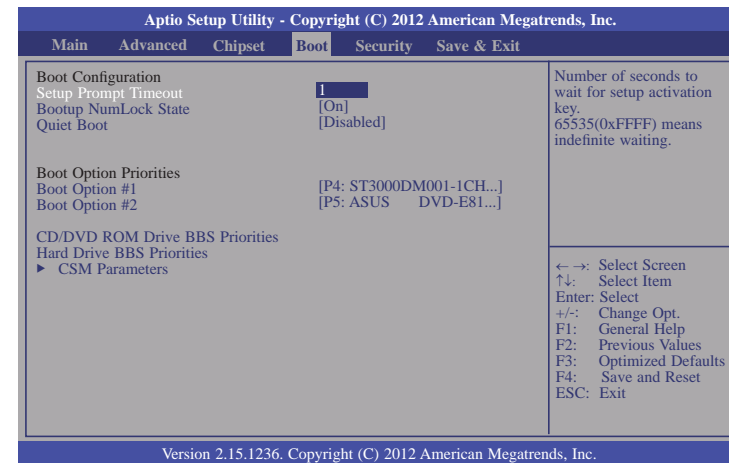 Aptio Setup Utility - Copyright (C) 2012 American Megatrends, Inc.
Main Advanced Chipset Boot Security Save & Exit
Boot Configuration
Setup Prompt Timeout 1
Bootup NumLock State [On]
Quiet Boot [Disabled]
Boot Option Priorities
Boot Option #1 [P4: ST3000DM001-1CH...]
Boot Option #2 [P5: ASUS DVD-E81...]
CD/DVD ROM Drive BBS Priorities
Hard Drive BBS Priorities
► CSM Parameters
Number of seconds to
wait for setup activation
key.
65535(0xFFFF) means
indefinite waiting.
←→: Select Screen
↑↓: Select Item
Enter: Select
+/-: Change Opt.
F1: General Help
F2: Previous Values
F3: Optimized Defaults
F4: Save and Reset
ESC: Exit
Version 2.15.1236. Copyright (C) 2012 American Megatrends, Inc.